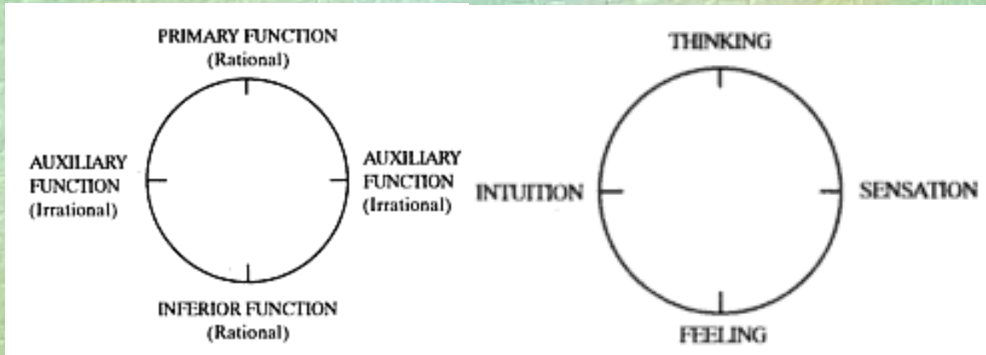 PRIMARY FUNCTION
(Rational)
AUXILIARY
FUNCTION
(Irrational)
AUXILIARY
FUNCTION
(Irrational)
INFERIOR FUNCTION
(Rational)
THINKING
INTUITION
SENSATION
FEELING